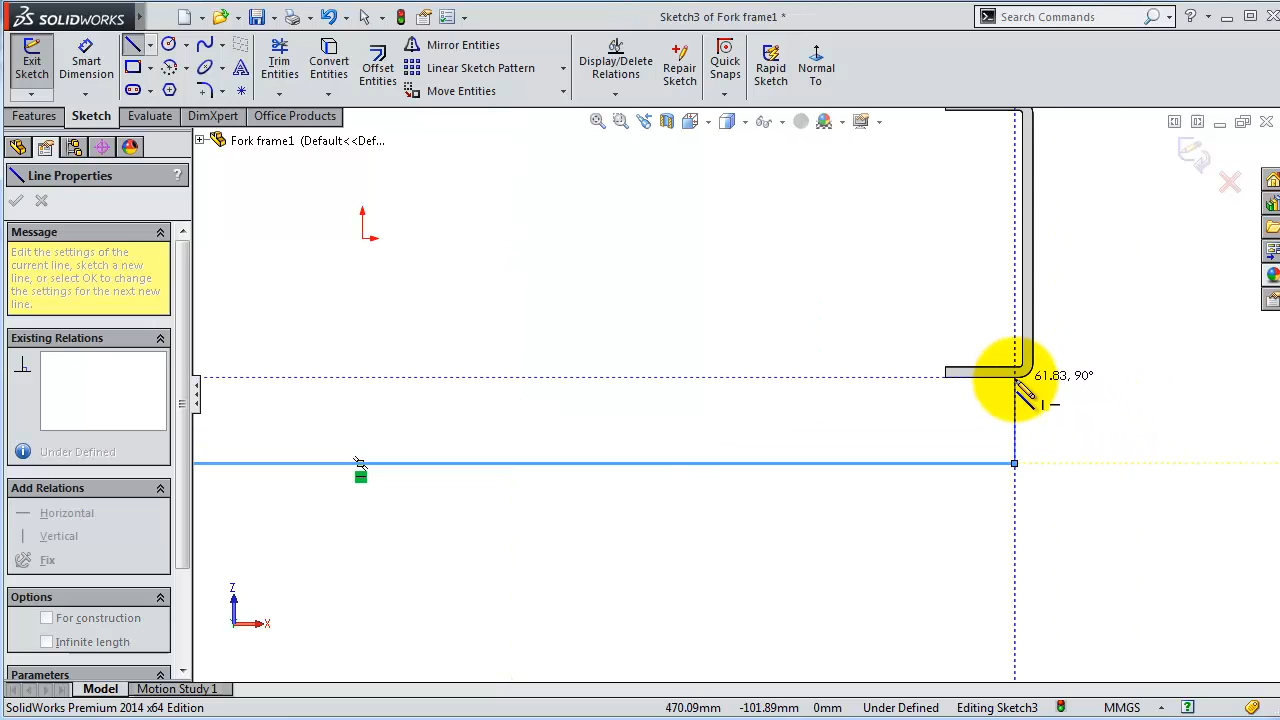 SOLIDWORKS
Sketch3 of Fork frame1 *
Search Commands
Exit
Sketch
Smart
Dimension
Trim
Entities
Convert
Entities
Offset
Entities
Mirror Entities
Linear Sketch Pattern
Move Entities
Display/Delete
Relations
Repair
Sketch
Quick
Snaps
Rapid
Sketch
Normal
To
Features
Sketch
Evaluate
DimXpert
Office Products
Fork frame1 (Default<<Def...
Line Properties
?
Message
Edit the settings of the
current line, sketch a new
line, or select OK to change
the settings for the next new
line.
Existing Relations
Under Defined
Add Relations
Horizontal
Vertical
Fix
Options
For construction
Infinite length
Parameters
61.83, 90°
Z
X
Model
Motion Study 1
SolidWorks Premium 2014 x64 Edition
470.09mm
-101.89mm
0mm
Under Defined
Editing Sketch3
MMGS
?